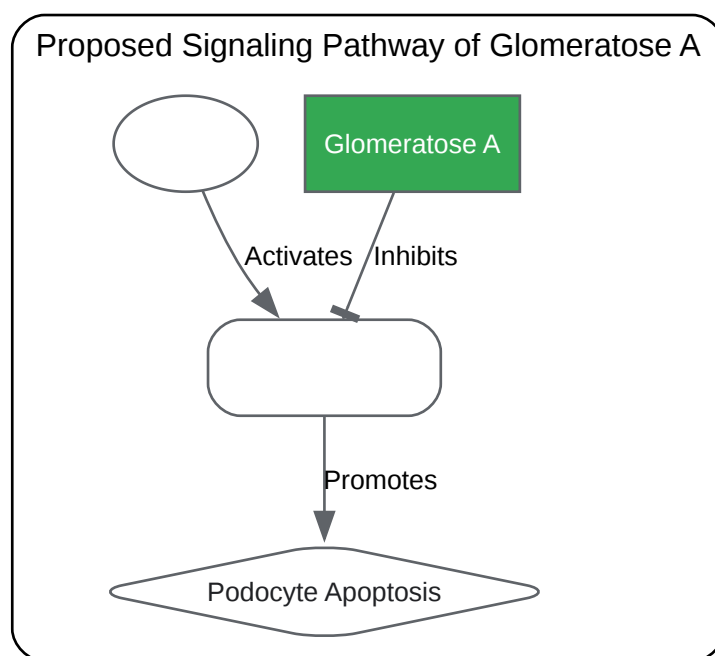 Proposed Signaling Pathway of Glomeratose A
Glomeratose A
Activates
Inhibits
Promotes
Podocyte Apoptosis